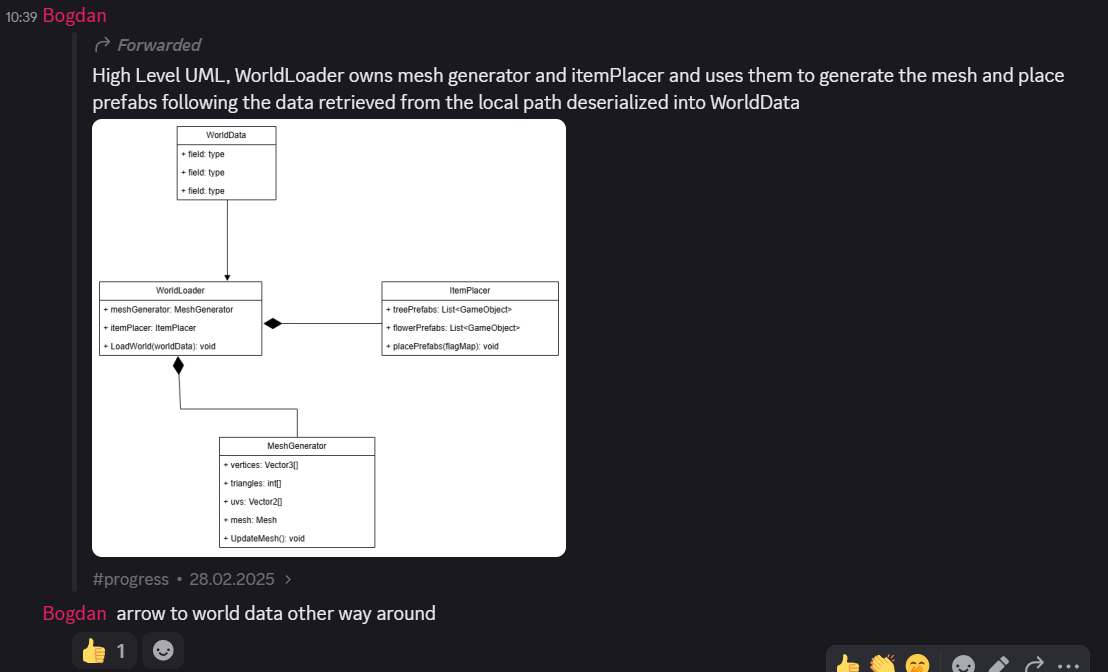 10:39 Bogdan
Forwarded
High Level UML, WorldLoader owns mesh generator and itemPlacer and uses them to generate the mesh and place
prefabs following the data retrieved from the local path deserialized into WorldData
WorldData
+ field: type
+ field: type
+ field: type
WorldLoader
+ meshGenerator: MeshGenerator
+ itemPlacer: ItemPlacer
+ LoadWorld(worldData): void
ItemPlacer
+ treePrefabs: List<GameObject>
+ flowerPrefabs: List<GameObject>
+ placePrefabs(flagMap): void
MeshGenerator
+ vertices: Vector3[]
+ triangles: int[]
+ uvs: Vector2[]
+ mesh: Mesh
+ UpdateMesh(): void
#progress • 28.02.2025 >
Bogdan arrow to world data other way around
👍 1